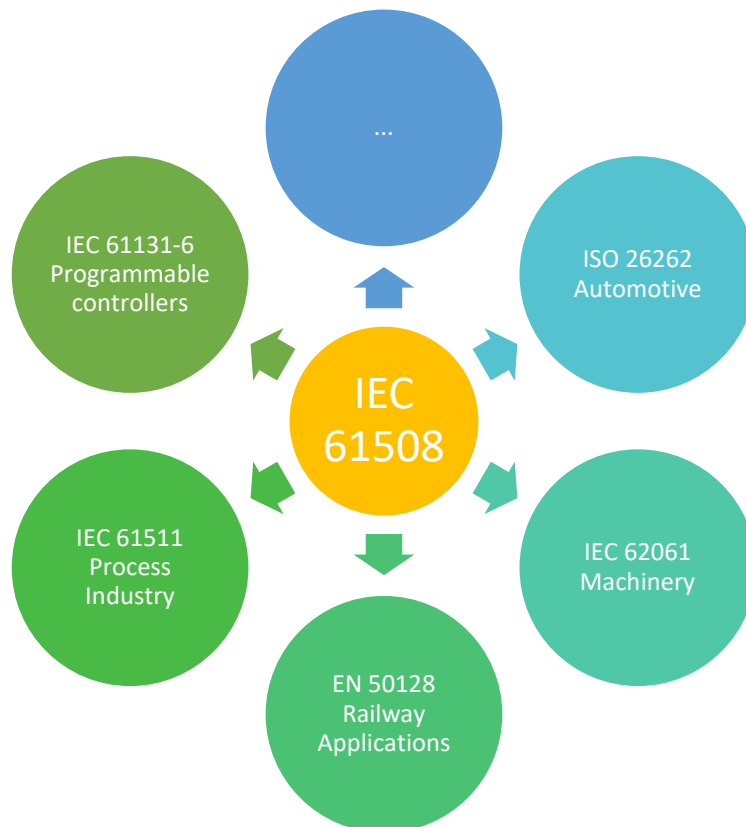 ...
ISO 26262
Automotive
IEC 62061
Machinery
EN 50128
Railway
Applications
IEC 61511
Process
Industry
IEC 61131-6
Programmable
controllers
IEC
61508